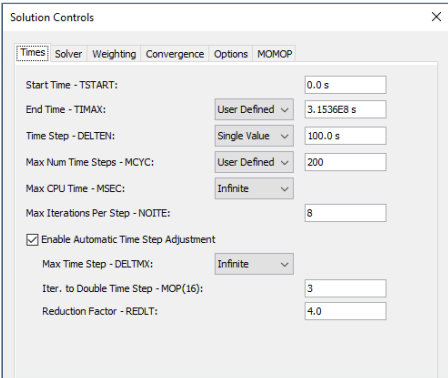 Solution Controls
Times Solver Weighting Convergence Options MOMOP
Start Time - TSTART: 0.0 s
End Time - TIMAX: User Defined 3.1536E8 s
Time Step - DELTEN: Single Value 100.0 s
Max Num Time Steps - MCYC: User Defined 200
Max CPU Time - MSEC: Infinite
Max Iterations Per Step - NOITE: 8
Enable Automatic Time Step Adjustment
Max Time Step - DELTMX: Infinite
Iter. to Double Time Step - MOP(16): 3
Reduction Factor - REDLT: 4.0